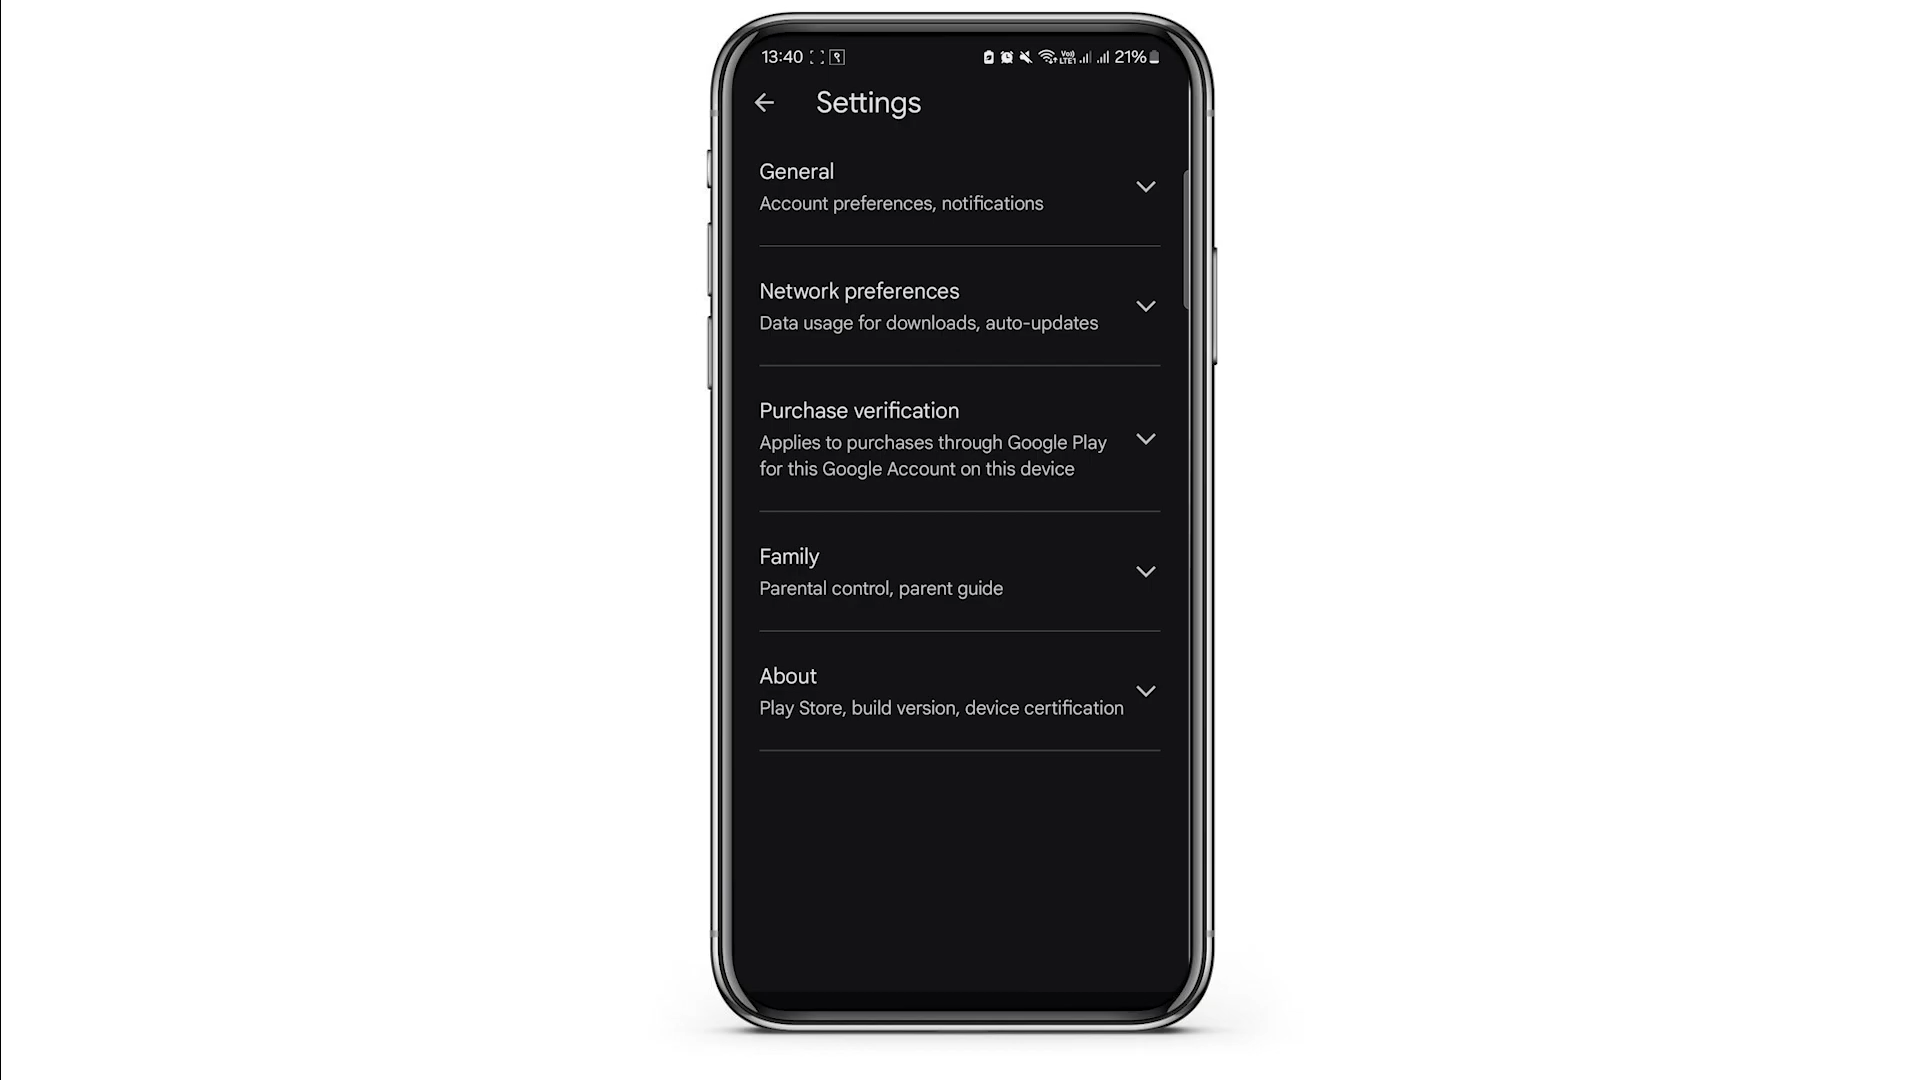 13:40 21%
Settings
General
Account preferences, notifications
Network preferences
Data usage for downloads, auto-updates
Purchase verification
Applies to purchases through Google Play
for this Google Account on this device
Family
Parental control, parent guide
About
Play Store, build version, device certification